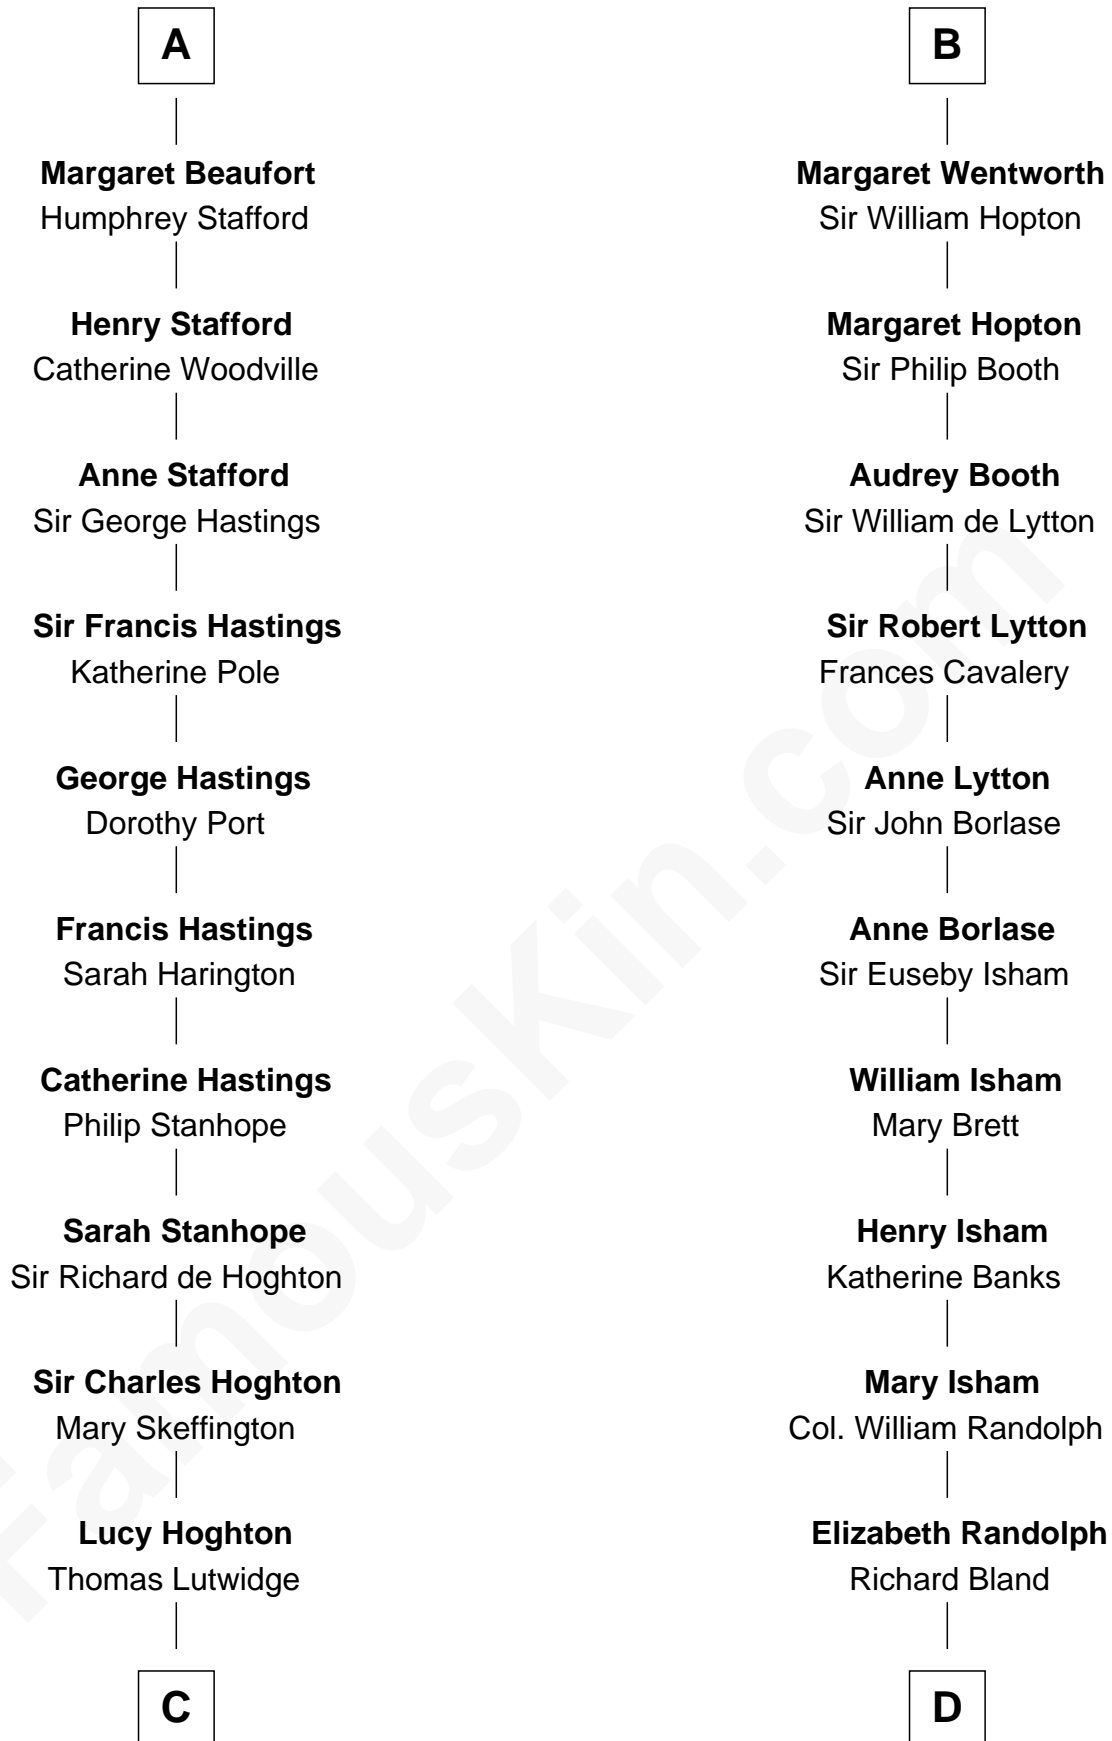 A
Margaret Beaufort
Humphrey Stafford
Henry Stafford
Catherine Woodville
Anne Stafford
Sir George Hastings
Sir Francis Hastings
Katherine Pole
George Hastings
Dorothy Port
Francis Hastings
Sarah Harington
Catherine Hastings
Philip Stanhope
Sarah Stanhope
Sir Richard de Hoghton
Sir Charles Hoghton
Mary Skeffington
Lucy Hoghton
Thomas Lutwidge
C
B
Margaret Wentworth
Sir William Hopton
Margaret Hopton
Sir Philip Booth
Audrey Booth
Sir William de Lytton
Sir Robert Lytton
Frances Cavalery
Anne Lytton
Sir John Borlase
Anne Borlase
Sir Euseby Isham
William Isham
Mary Brett
Henry Isham
Katherine Banks
Mary Isham
Col. William Randolph
Elizabeth Randolph
Richard Bland
D
FamousKin.com